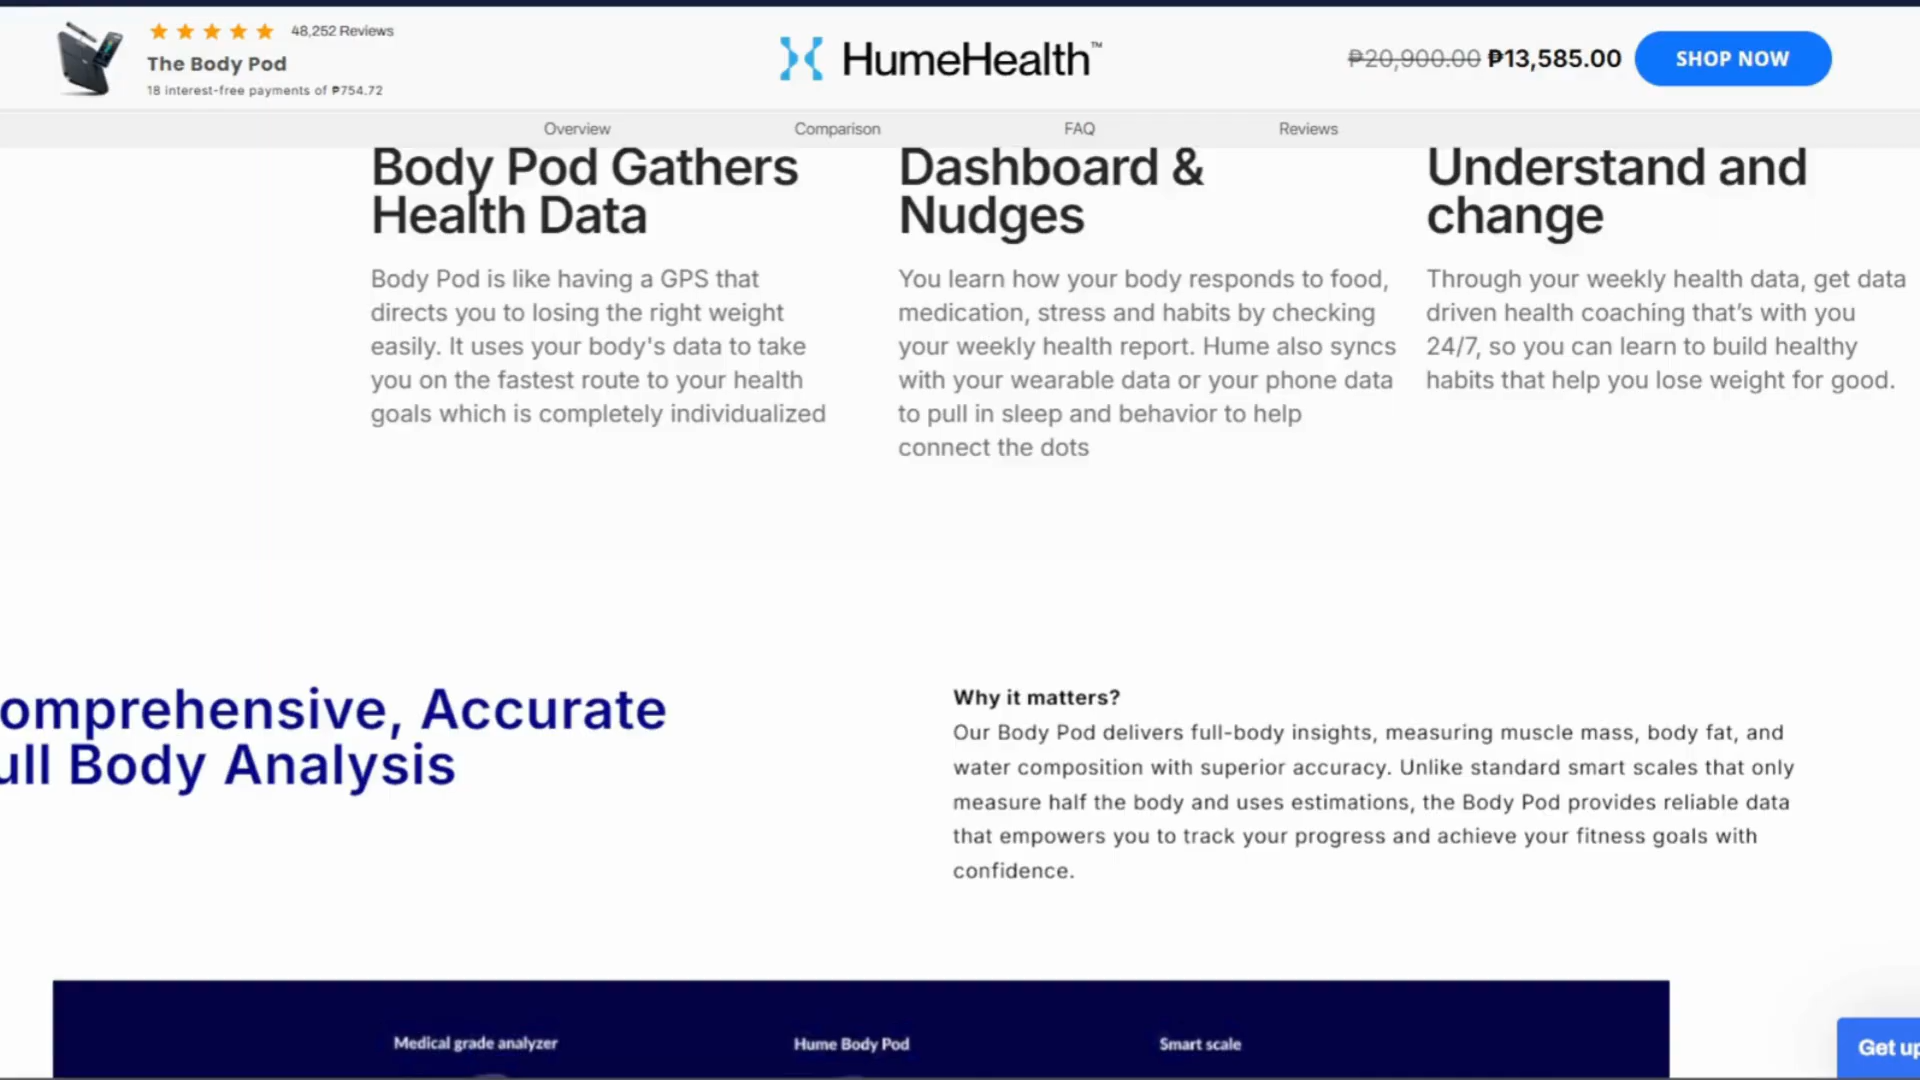 48,252 Reviews
The Body Pod
18 interest-free payments of ₱754.72
HumeHealth™
₱20,900.00 ₱13,585.00
SHOP NOW
Overview
Comparison
FAQ
Reviews
Body Pod Gathers
Health Data
Body Pod is like having a GPS that
directs you to losing the right weight
easily. It uses your body's data to take
you on the fastest route to your health
goals which is completely individualized
Dashboard &
Nudges
You learn how your body responds to food,
medication, stress and habits by checking
your weekly health report. Hume also syncs
with your wearable data or your phone data
to pull in sleep and behavior to help
connect the dots
Understand and
change
Through your weekly health data, get data
driven health coaching that’s with you
24/7, so you can learn to build healthy
habits that help you lose weight for good.
omprehensive, Accurate
ull Body Analysis
Why it matters?
Our Body Pod delivers full-body insights, measuring muscle mass, body fat, and
water composition with superior accuracy. Unlike standard smart scales that only
measure half the body and uses estimations, the Body Pod provides reliable data
that empowers you to track your progress and achieve your fitness goals with
confidence.
Medical grade analyzer
Hume Body Pod
Smart scale
Get up